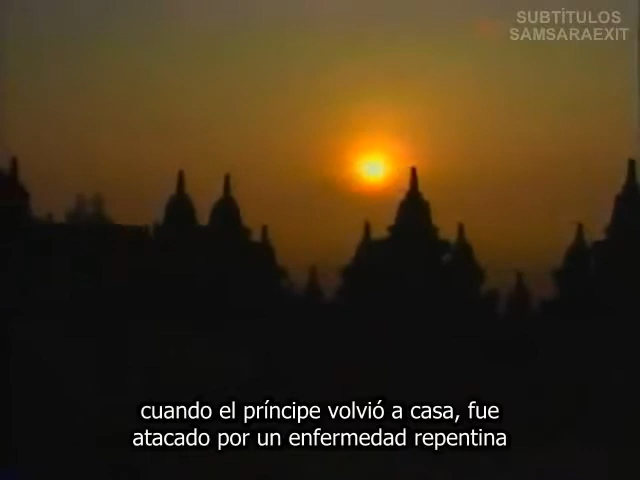 SUBTÍTULOS
SAMSARAEXIT
cuando el príncipe volvió a casa, fue
atacado por un enfermedad repentina